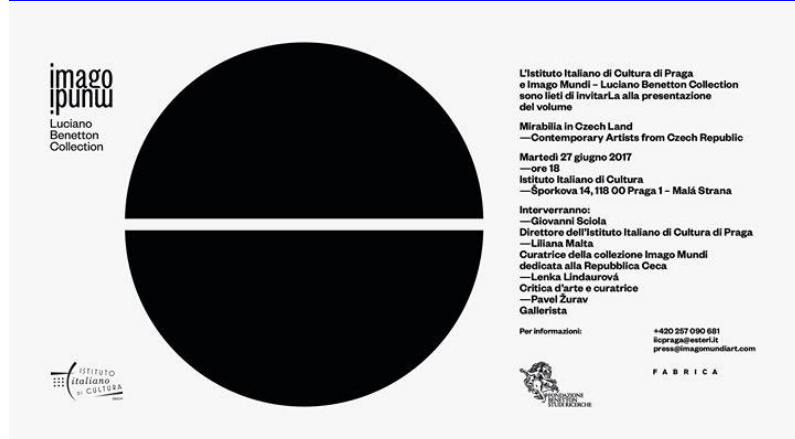 imago
mundi
Luciano
Benetton
Collection
L'Istituto Italiano di Cultura di Praga
e Imago Mundi – Luciano Benetton Collection
sono lieti di invitarLa alla presentazione
del volume
Mirabilia in Czech Land
—Contemporary Artists from Czech Republic
Martedì 27 giugno 2017
—ore 18
Istituto Italiano di Cultura
—Šporkova 14, 118 00 Praga 1 – Malá Strana
Interverranno:
—Giovanni Sciola
Direttore dell'Istituto Italiano di Cultura di Praga
—Liliana Malta
Curatrice della collezione Imago Mundi
dedicata alla Repubblica Ceca
—Lenka Lindaurová
Critica d'arte e curatrice
—Pavel Žurav
Gallerista
Per informazioni:
+420 257 090 681
iicpraga@esteri.it
press@imagomundiart.com
FABRICA
FONDAZIONE
BENETTON
STUDI RICERCHE
ISTITUTO
italiano
DI CULTURA